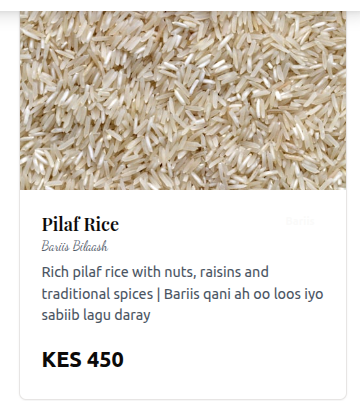 Pilaf Rice
Bariis Bilaash
Rich pilaf rice with nuts, raisins and
traditional spices | Bariis qani ah oo loos iyo
sabiib lagu daray
KES 450